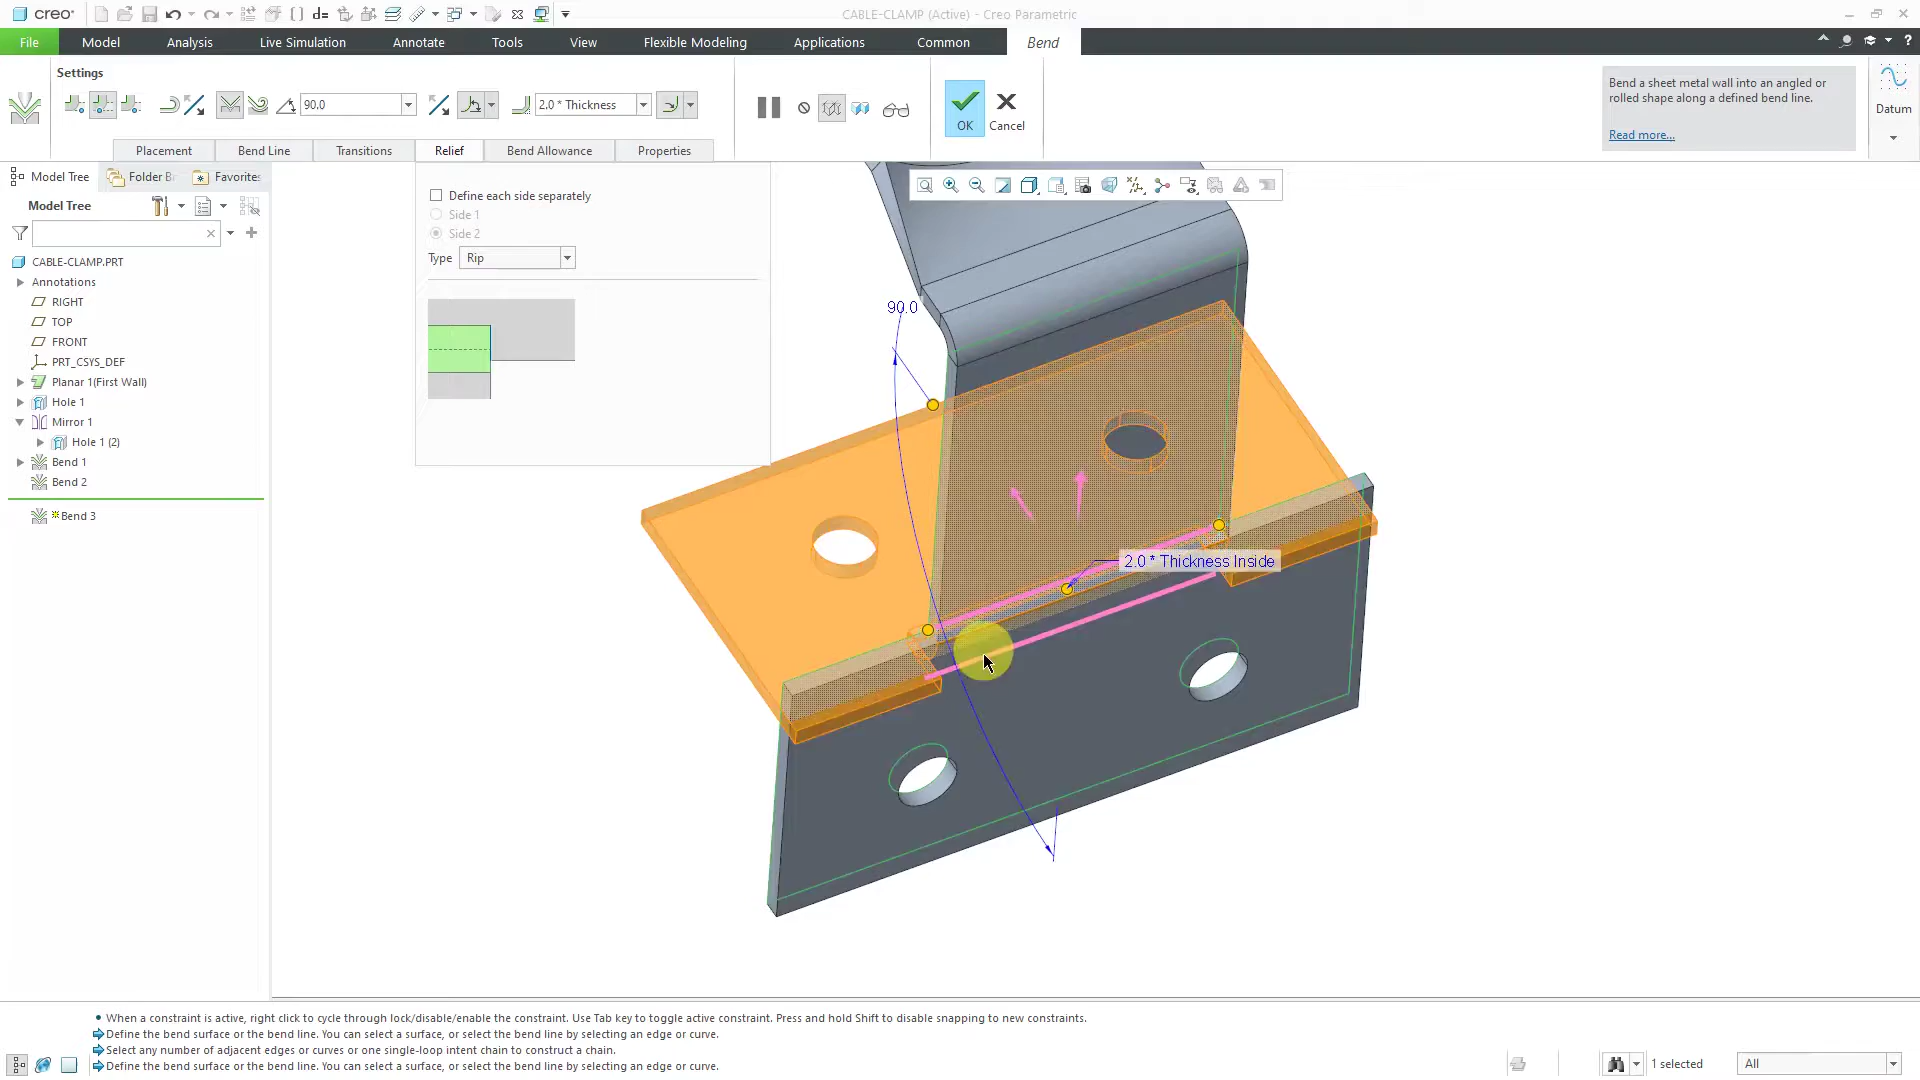 creo
CABLE-CLAMP (Active) - Creo Parametric
File Model Analysis Live Simulation Annotate Tools View Flexible Modeling Applications Common Bend
Settings
90,0
2.0 * Thickness
OK
Cancel
Bend a sheet metal wall into an angled or
rolled shape along a defined bend line.
Read more...
Datum
Placement Bend Line Transitions Relief Bend Allowance Properties
Model Tree Folder Br Favorites
Model Tree
CABLE-CLAMP.PRT
Annotations
RIGHT
TOP
FRONT
PRT_CSYS_DEF
Planar 1(First Wall)
Hole 1
Mirror 1
Hole 1 (2)
Bend 1
Bend 2
Bend 3
Define each side separately
Side 1
Side 2
Type Rip
90.0
2.0 * Thickness Inside
When a constraint is active, right click to cycle through lock/disable/enable the constraint. Use Tab key to toggle active constraint. Press and hold Shift to disable snapping to new constraints.
Define the bend surface or the bend line. You can select a surface, or select the bend line by selecting an edge or curve.
Select any number of adjacent edges or curves or one single-loop intent chain to construct a chain.
Define the bend surface or the bend line. You can select a surface, or select the bend line by selecting an edge or curve.
1 selected
All